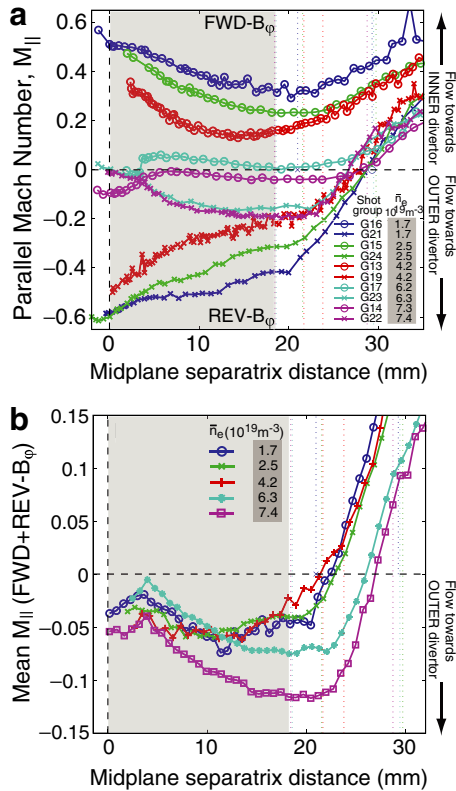 a
FWD-Bφ
Parallel Mach Number, M||
0.6
0.4
0.2
0
−0.2
−0.4
−0.6
REV-Bφ
Shot group n̄e 10^19 m-3
G16 1.7
G21 1.7
G15 2.5
G24 2.5
G13 4.2
G19 4.2
G17 6.2
G23 6.3
G14 7.3
G22 7.4
0 10 20 30
Midplane separatrix distance (mm)
Flow towards
INNER divertor
Flow towards
OUTER divertor
b
n̄e (10^19 m-3)
1.7
2.5
4.2
6.3
7.4
Mean M|| (FWD+REV-Bφ)
0.15
0.1
0.05
0
−0.05
−0.1
−0.15
0 10 20 30
Midplane separatrix distance (mm)
Flow towards
OUTER divertor